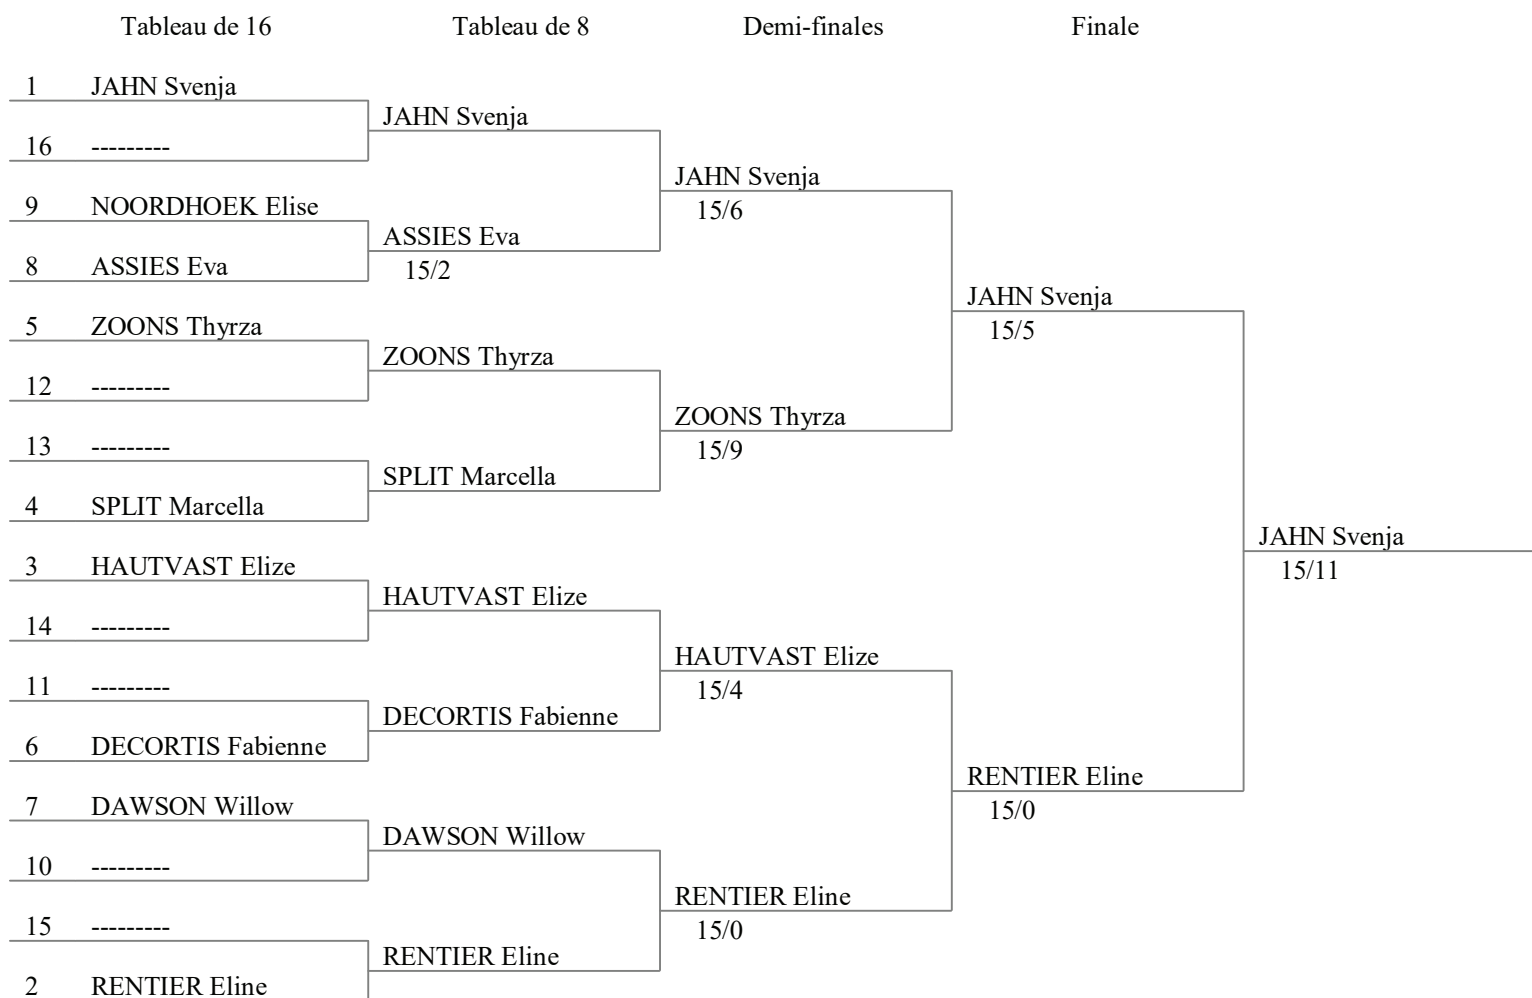 Tableau de 16 Tableau de 8 Demi-finales Finale
1 JAHN Svenja
JAHN Svenja
16 ---------
JAHN Svenja
9 NOORDHOEK Elise
15/6
ASSIES Eva
8 ASSIES Eva
15/2
JAHN Svenja
5 ZOONS Thyrza
15/5
ZOONS Thyrza
12 ---------
ZOONS Thyrza
13 ---------
15/9
SPLIT Marcella
4 SPLIT Marcella
JAHN Svenja
3 HAUTVAST Elize
15/11
HAUTVAST Elize
14 ---------
HAUTVAST Elize
11 ---------
15/4
DECORTIS Fabienne
6 DECORTIS Fabienne
RENTIER Eline
7 DAWSON Willow
15/0
DAWSON Willow
10 ---------
RENTIER Eline
15 ---------
15/0
RENTIER Eline
2 RENTIER Eline